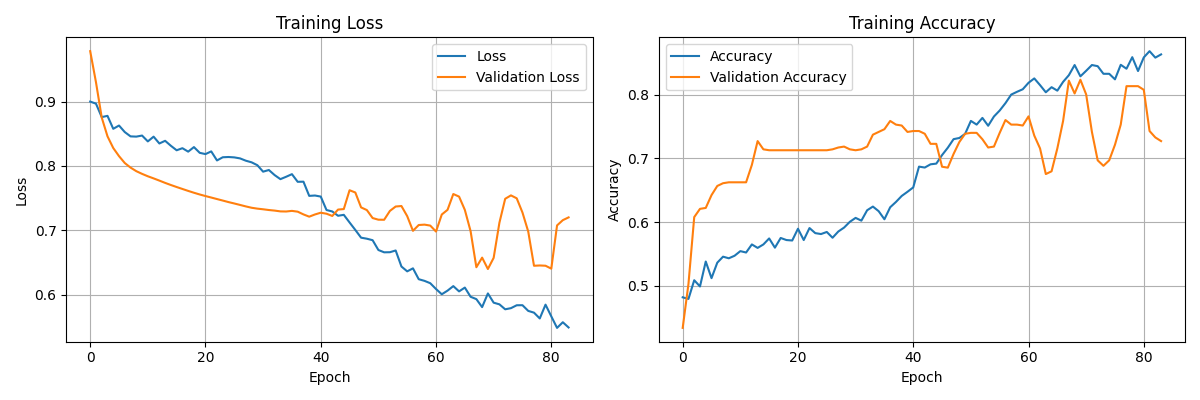 Training Loss
Loss
Validation Loss
Loss
0.9
0.8
0.7
0.6
0
20
40
60
80
Epoch
Training Accuracy
Accuracy
Validation Accuracy
Accuracy
0.8
0.7
0.6
0.5
0
20
40
60
80
Epoch